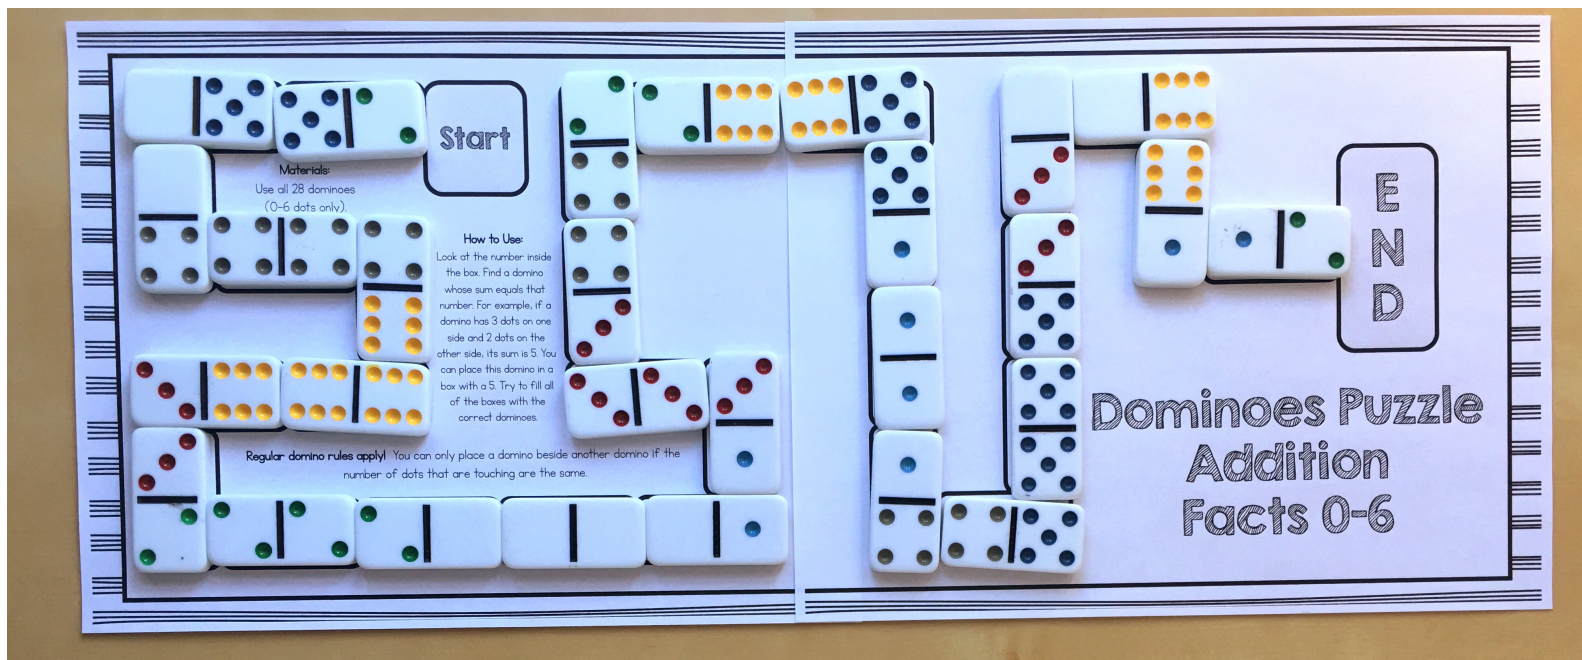 Start
Materials:
Use all 28 dominoes
(0-6 dots only).
How to Use:
Look at the number inside
the box. Find a domino
whose sum equals that
number. For example, if a
domino has 3 dots on one
side and 2 dots on the
other side, its sum is 5. You
can place this domino in a
box with a 5. Try to fill all
of the boxes with the
correct dominoes.
Regular domino rules apply! You can only place a domino beside another domino if the
number of dots that are touching are the same.
END
Dominoes Puzzle
Addition
Facts 0-6